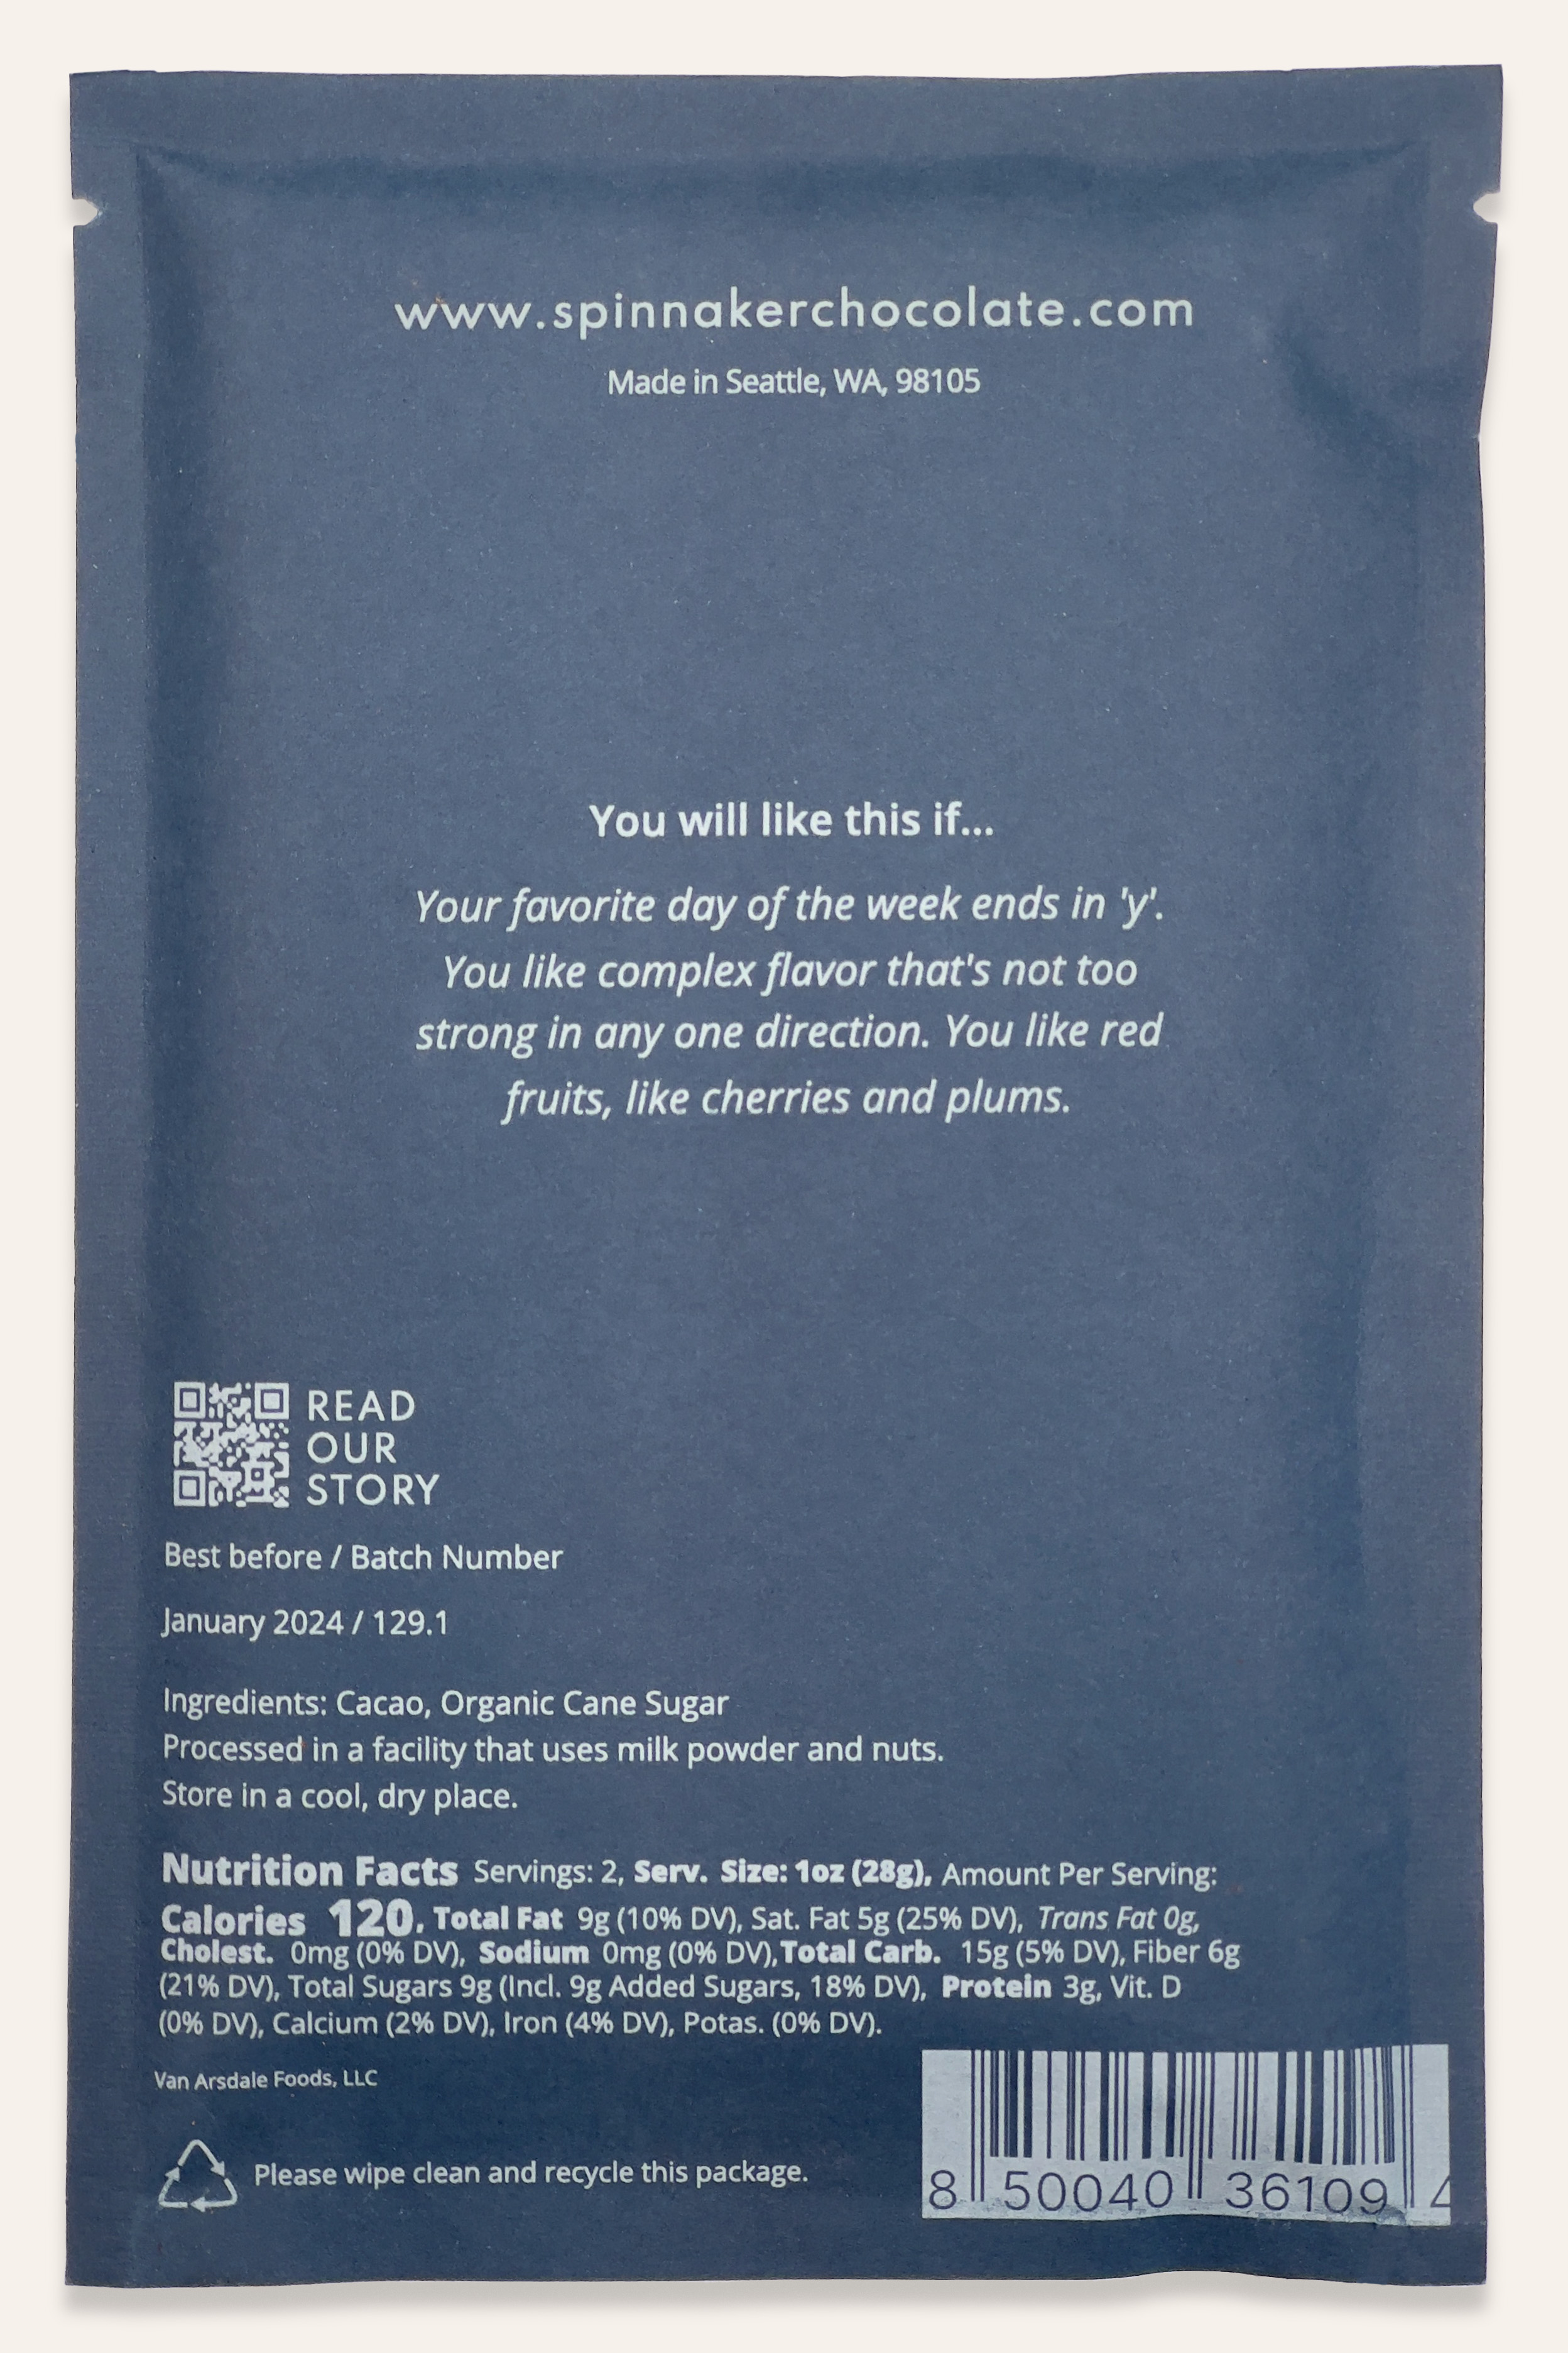 www.spinnakerchocolate.com
Made in Seattle, WA, 98105
You will like this if...
Your favorite day of the week ends in 'y'.
You like complex flavor that's not too
strong in any one direction. You like red
fruits, like cherries and plums.
READ
OUR
STORY
Best before / Batch Number
January 2024 / 129.1
Ingredients: Cacao, Organic Cane Sugar
Processed in a facility that uses milk powder and nuts.
Store in a cool, dry place.
Nutrition Facts Servings: 2, Serv. Size: 1oz (28g), Amount Per Serving:
Calories 120, Total Fat 9g (10% DV), Sat. Fat 5g (25% DV), Trans Fat 0g,
Cholest. 0mg (0% DV), Sodium 0mg (0% DV),Total Carb. 15g (5% DV), Fiber 6g
(21% DV), Total Sugars 9g (Incl. 9g Added Sugars, 18% DV), Protein 3g, Vit. D
(0% DV), Calcium (2% DV), Iron (4% DV), Potas. (0% DV).
Van Arsdale Foods, LLC
Please wipe clean and recycle this package.
8 50040 36109 4